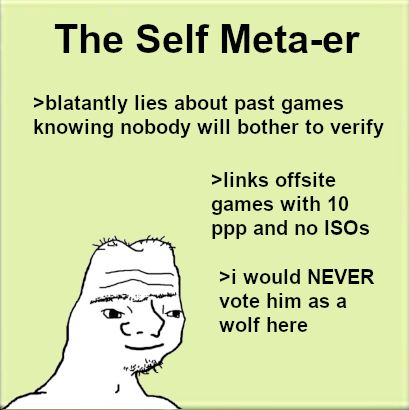 The Self Meta-er
>blatantly lies about past games
knowing nobody will bother to verify
>links offsite
games with 10
ppp and no ISOs
>i would NEVER
vote him as a
wolf here